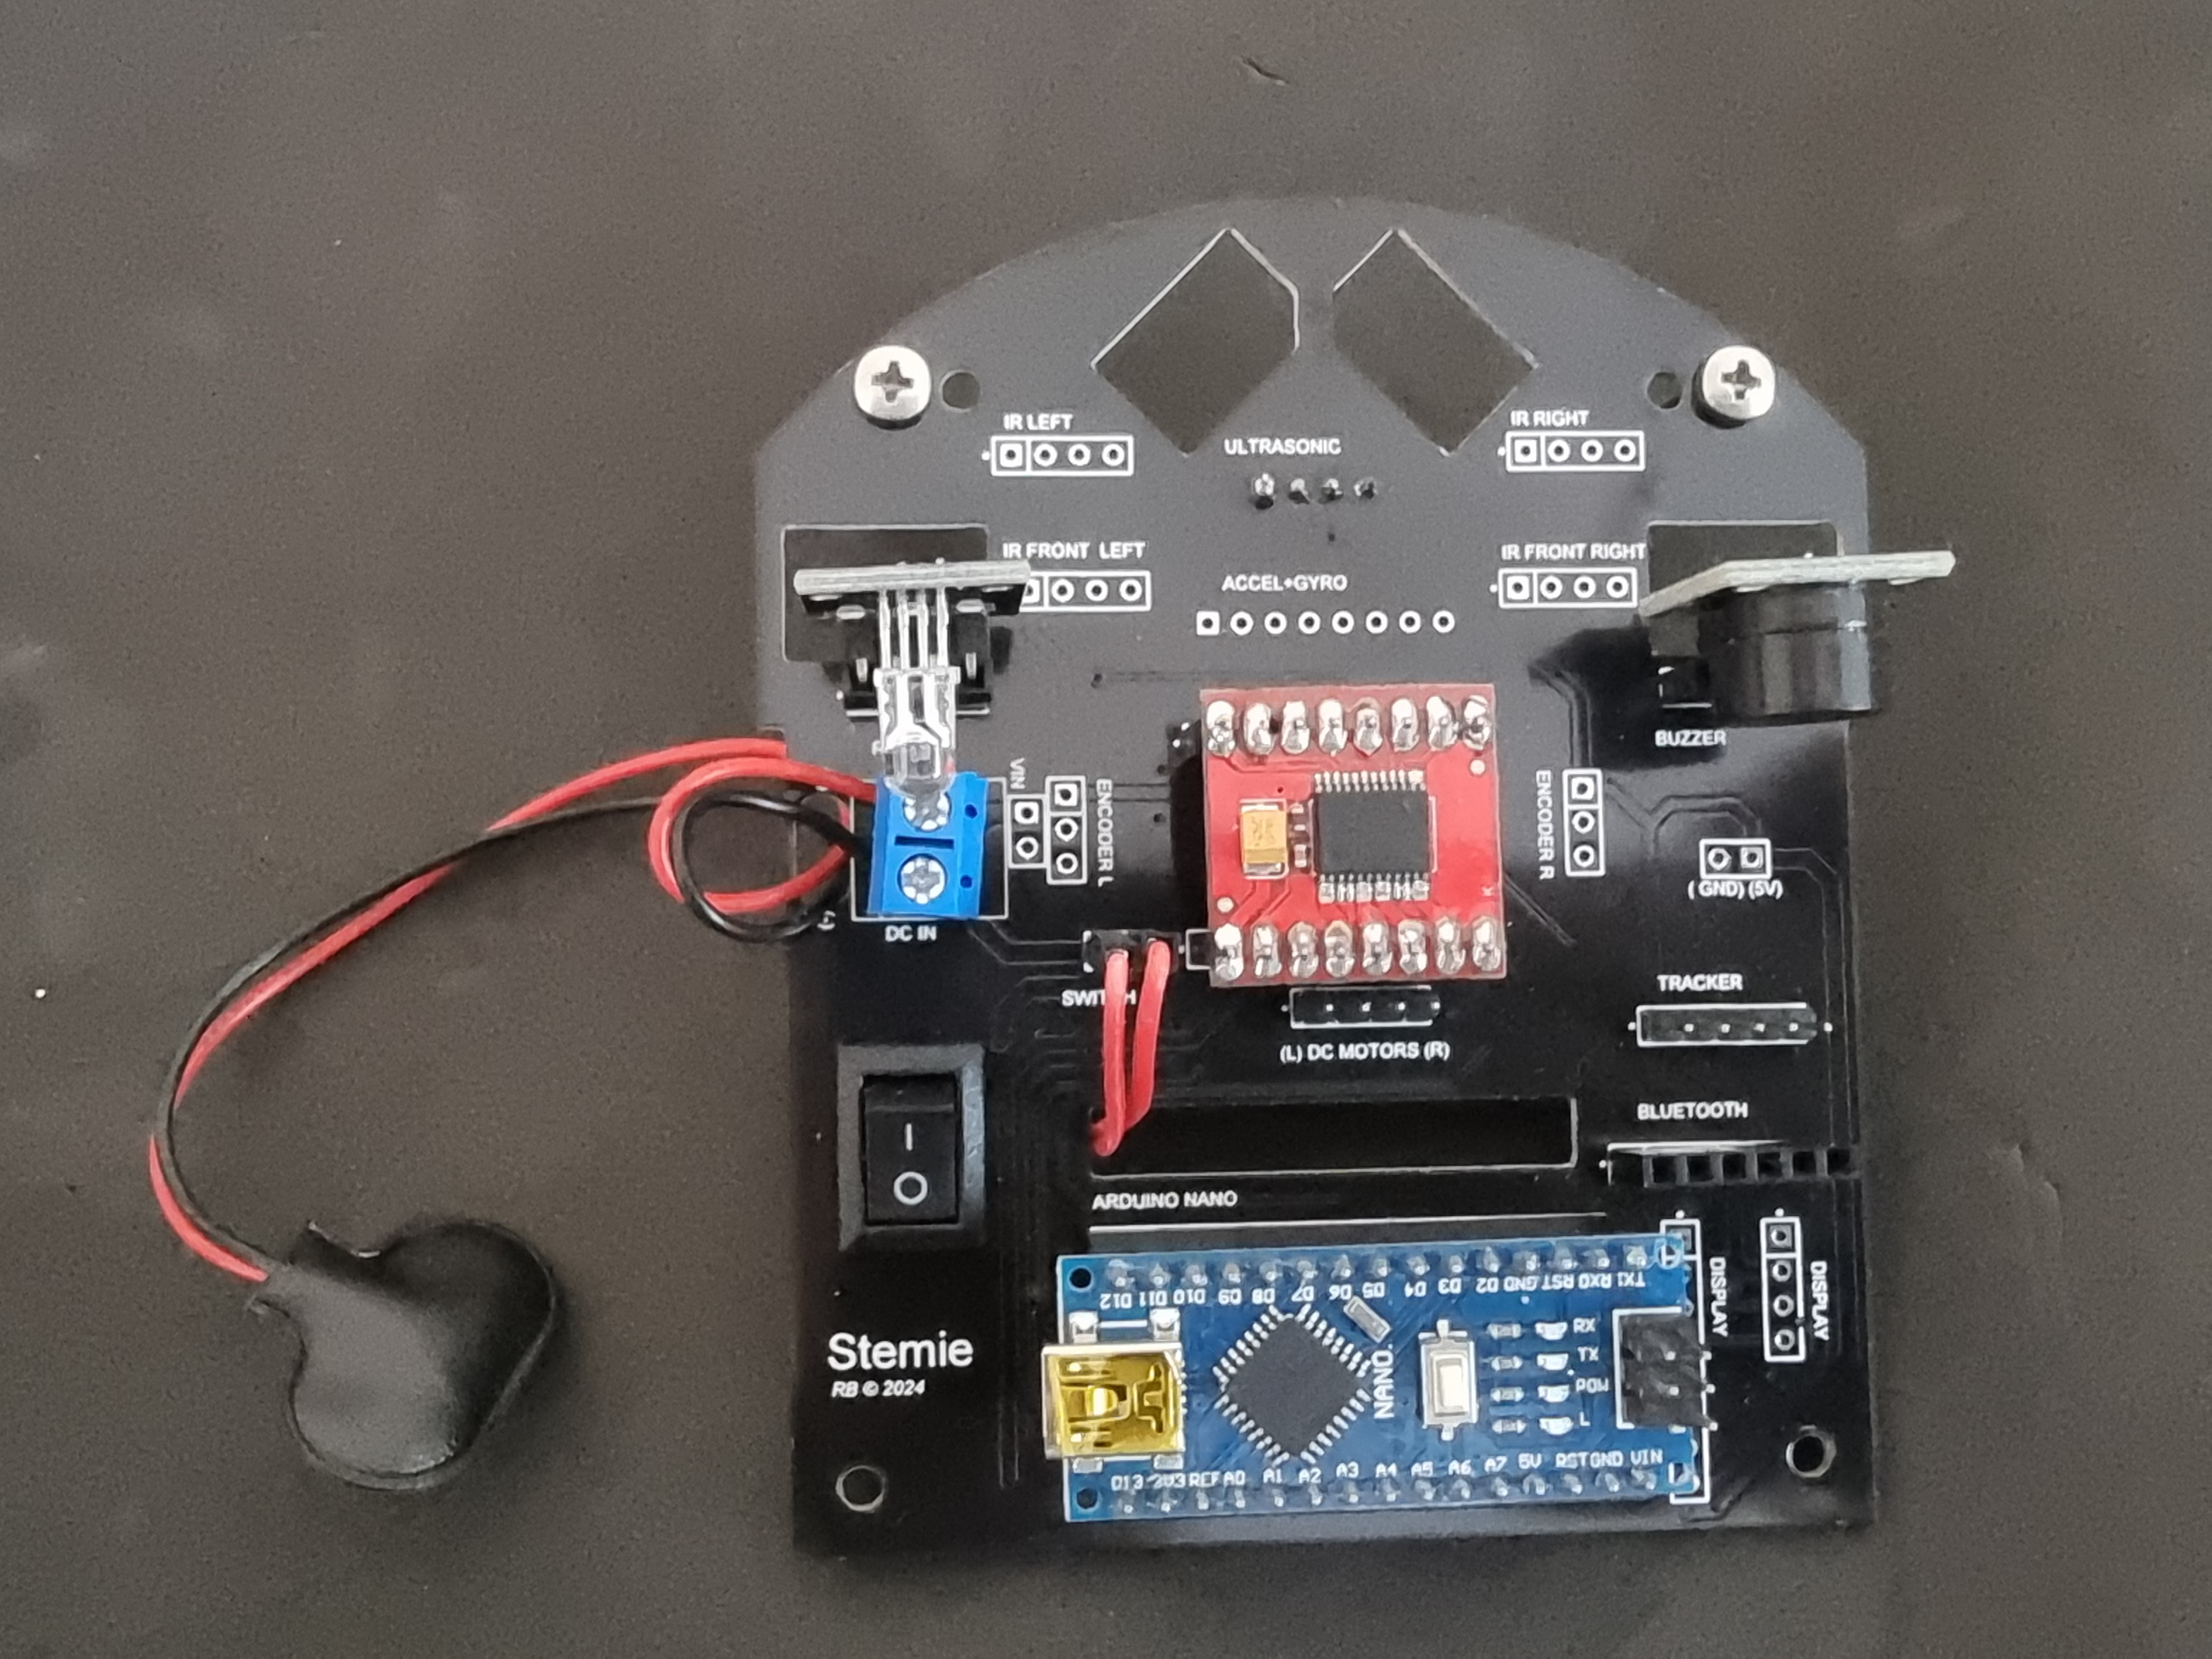 IR LEFT
IR RIGHT
ULTRASONIC
IR FRONT LEFT
IR FRONT RIGHT
ACCEL+GYRO
BUZZER
VIN
ENCODER L
ENCODER R
( GND) (5V)
DC IN
(-)
TRACKER
(L) DC MOTORS (R)
BLUETOOTH
I
O
ARDUINO NANO
DISPLAY
DISPLAY
D12 D11 D10 D9 D8 D7 D6 D5 D4 D3 D2 GND RST RX0 TX1
Stemie
RB © 2024
NANO
RX
TX
POW
L
D13 3V3 REF A0 A1 A2 A3 A4 A5 A6 A7 5V RST GND VIN